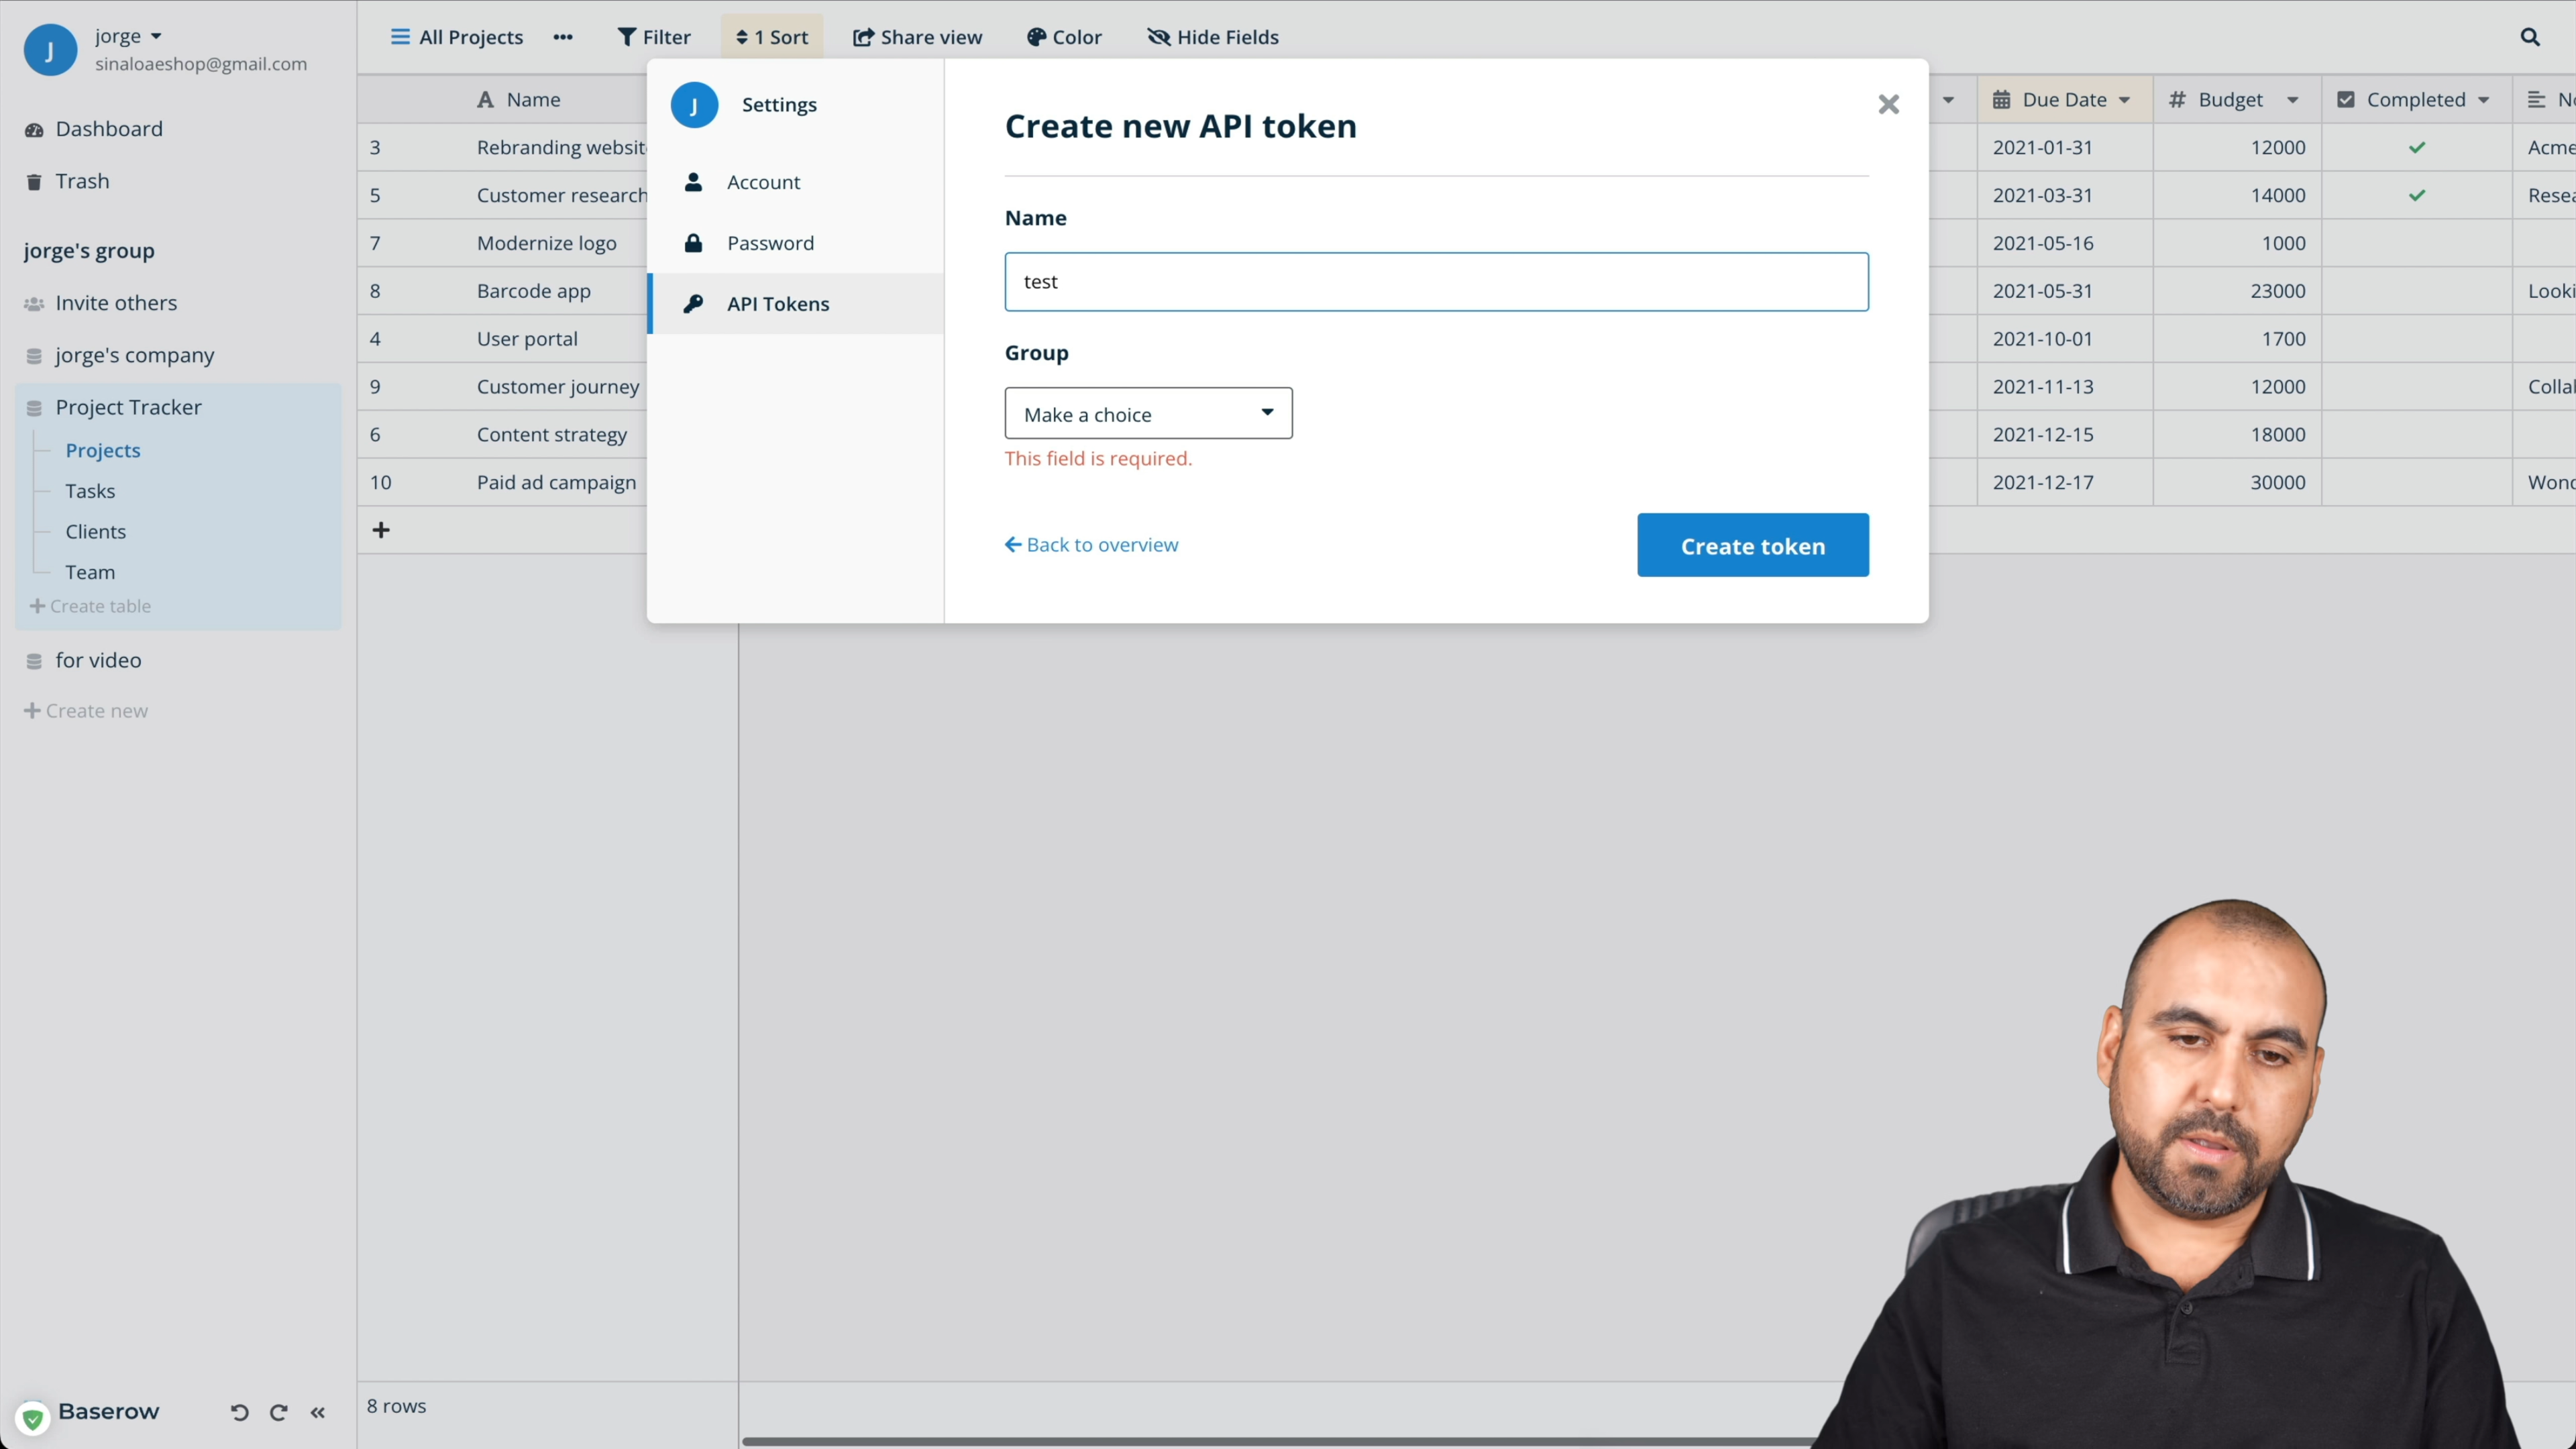 J
jorge
sinaloaeshop@gmail.com
Dashboard
Trash
jorge's group
Invite others
jorge's company
Project Tracker
Projects
Tasks
Clients
Team
+ Create table
for video
+ Create new
Baserow
All Projects
Filter
1 Sort
Share view
Color
Hide Fields
Name
Due Date
# Budget
Completed
3 Rebranding
2021-01-31 12000 Acme
5 Customer research
2021-03-31 14000
7 Modernize logo
2021-05-16 1000
8 Barcode app
2021-05-31 23000
4 User portal
2021-10-01 1700
9 Customer journey
2021-11-13 12000
6 Content strategy
2021-12-15 18000
10 Paid ad campaign
2021-12-17 30000
+
8 rows
J
Settings
Account
Password
API Tokens
Create new API token
Name
test
Group
Make a choice
This field is required.
Back to overview
Create token